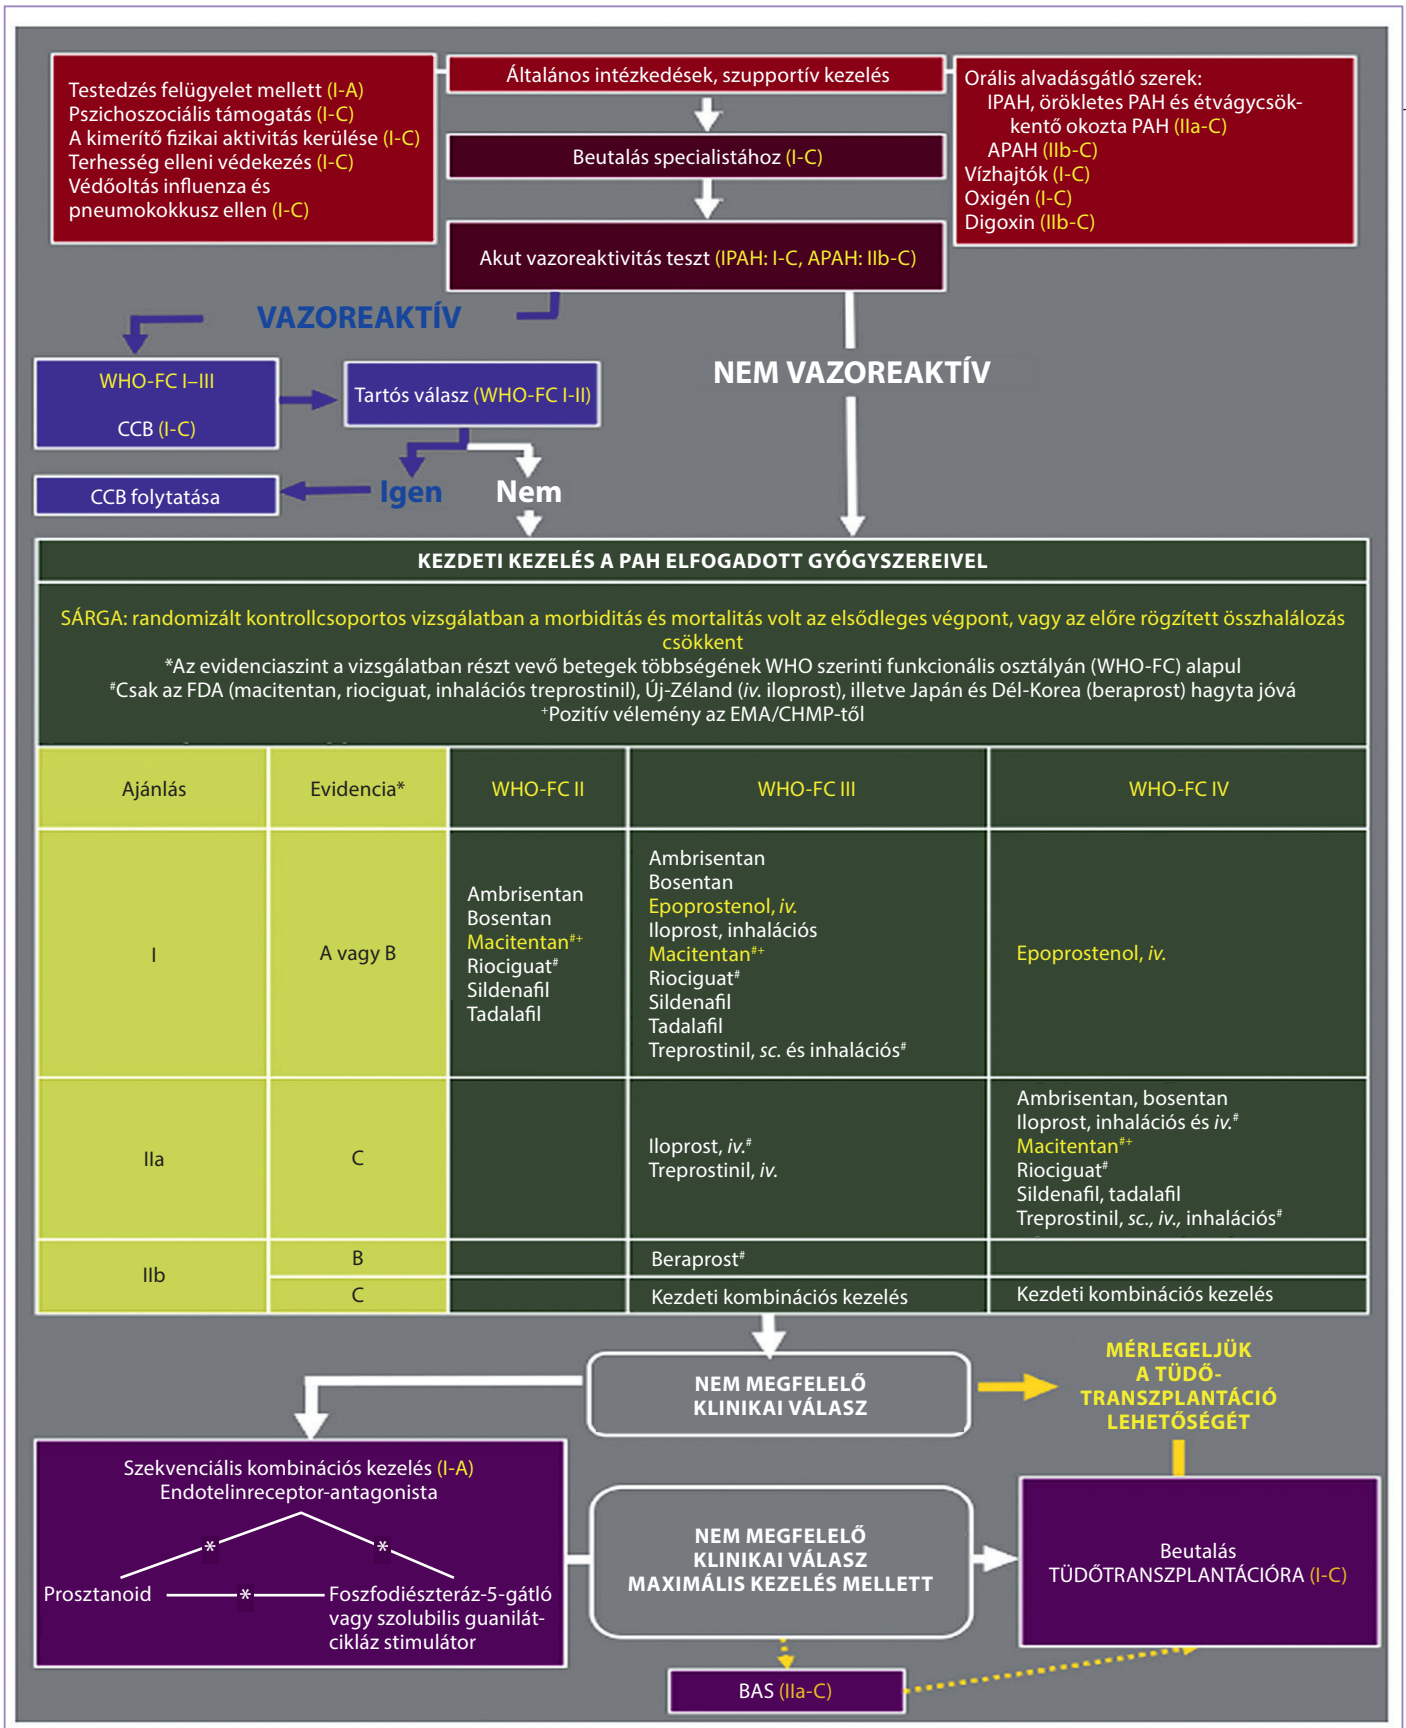 Testedzés felügyelet mellett (I-A)
Pszichoszociális támogatás (I-C)
A kimerítő fizikai aktivitás kerülése (I-C)
Terhesség elleni védekezés (I-C)
Védőoltás influenza és
pneumokokkusz ellen (I-C)
Általános intézkedések, szupportív kezelés
Beutalás specialistához (I-C)
Akut vazoreaktivitás teszt (IPAH: I-C, APAH: IIb-C)
Orális alvadásgátló szerek:
IPAH, örökletes PAH és étvágycsök-
kentő okozta PAH (IIa-C)
APAH (IIb-C)
Vízhajtók (I-C)
Oxigén (I-C)
Digoxin (IIb-C)
VAZOREAKTÍV
NEM VAZOREAKTÍV
WHO-FC I–III
CCB (I-C)
Tartós válasz (WHO-FC I-II)
CCB folytatása
Igen
Nem
KEZDETI KEZELÉS A PAH ELFOGADOTT GYÓGYSZEREIVEL
SÁRGA: randomizált kontrollcsoportos vizsgálatban a morbiditás és mortalitás volt az elsődleges végpont, vagy az előre rögzített összhalálozás
csökkent
*Az evidenciaszint a vizsgálatban részt vevő betegek többségének WHO szerinti funkcionális osztályán (WHO-FC) alapul
#Csak az FDA (macitentan, riociguat, inhalációs treprostinil), Új-Zéland (iv. iloprost), illetve Japán és Dél-Korea (beraprost) hagyta jóvá
+Pozitív vélemény az EMA/CHMP-től
Ajánlás
Evidencia*
WHO-FC II
WHO-FC III
WHO-FC IV
I
A vagy B
Ambrisentan
Bosentan
Macitentan#+
Riociguat#
Sildenafil
Tadalafil
Ambrisentan
Bosentan
Epoprostenol, iv.
Iloprost, inhalációs
Macitentan#+
Riociguat#
Sildenafil
Tadalafil
Treprostinil, sc. és inhalációs#
Epoprostenol, iv.
IIa
C
Iloprost, iv.#
Treprostinil, iv.
Ambrisentan, bosentan
Iloprost, inhalációs és iv.#
Macitentan#+
Riociguat#
Sildenafil, tadalafil
Treprostinil, sc., iv., inhalációs#
IIb
B
Beraprost#
C
Kezdeti kombinációs kezelés
Kezdeti kombinációs kezelés
NEM MEGFELELŐ
KLINIKAI VÁLASZ
MÉRLEGELJÜK
A TÜDŐ-
TRANSZPLANTÁCIÓ
LEHETŐSÉGÉT
Szekvenciális kombinációs kezelés (I-A)
Endotelinreceptor-antagonista
*
*
Prosztanoid
*
Foszfodiészteráz-5-gátló
vagy szolubilis guanilát-
cikláz stimulátor
NEM MEGFELELŐ
KLINIKAI VÁLASZ
MAXIMÁLIS KEZELÉS MELLETT
Beutalás
TÜDŐTRANSZPLANTÁCIÓRA (I-C)
BAS (IIa-C)